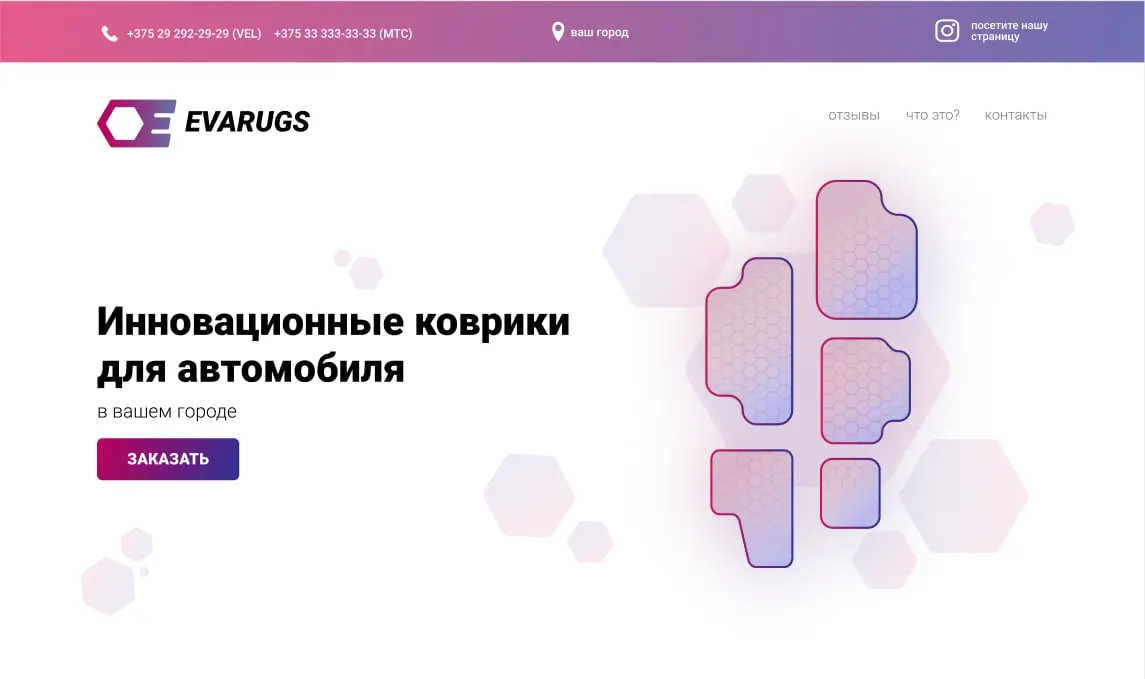 +375 29 292-29-29 (VEL) +375 33 333-33-33 (МТС)
ваш город
посетите нашу
страницу
EVARUGS
отзывы что это? контакты
Инновационные коврики
для автомобиля
в вашем городе
ЗАКАЗАТЬ